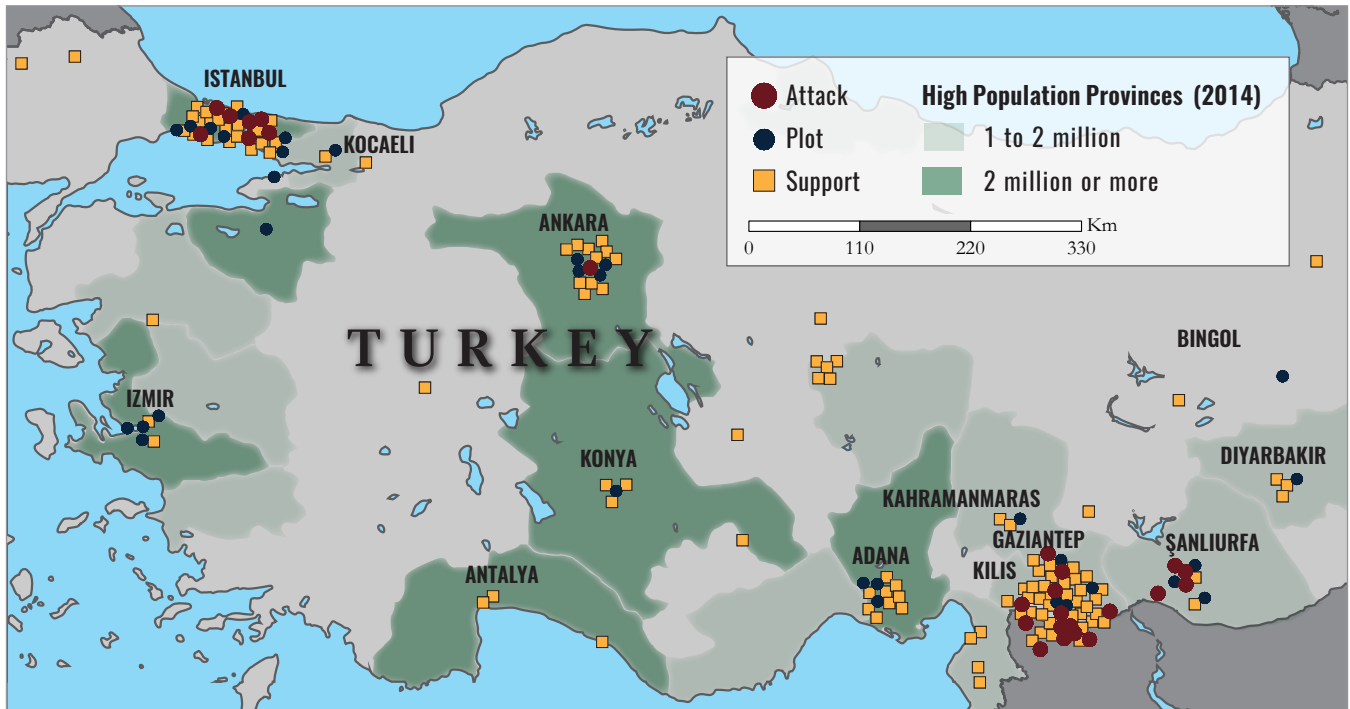 ISTANBUL
KOCAELI
Attack
Plot
Support
High Population Provinces (2014)
1 to 2 million
2 million or more
Km
0 110 220 330
ANKARA
TURKEY
BINGOL
IZMIR
KONYA
DIYARBAKIR
KAHRAMANMARAS
GAZIANTEP
ŞANLIURFA
ADANA
KILIS
ANTALYA